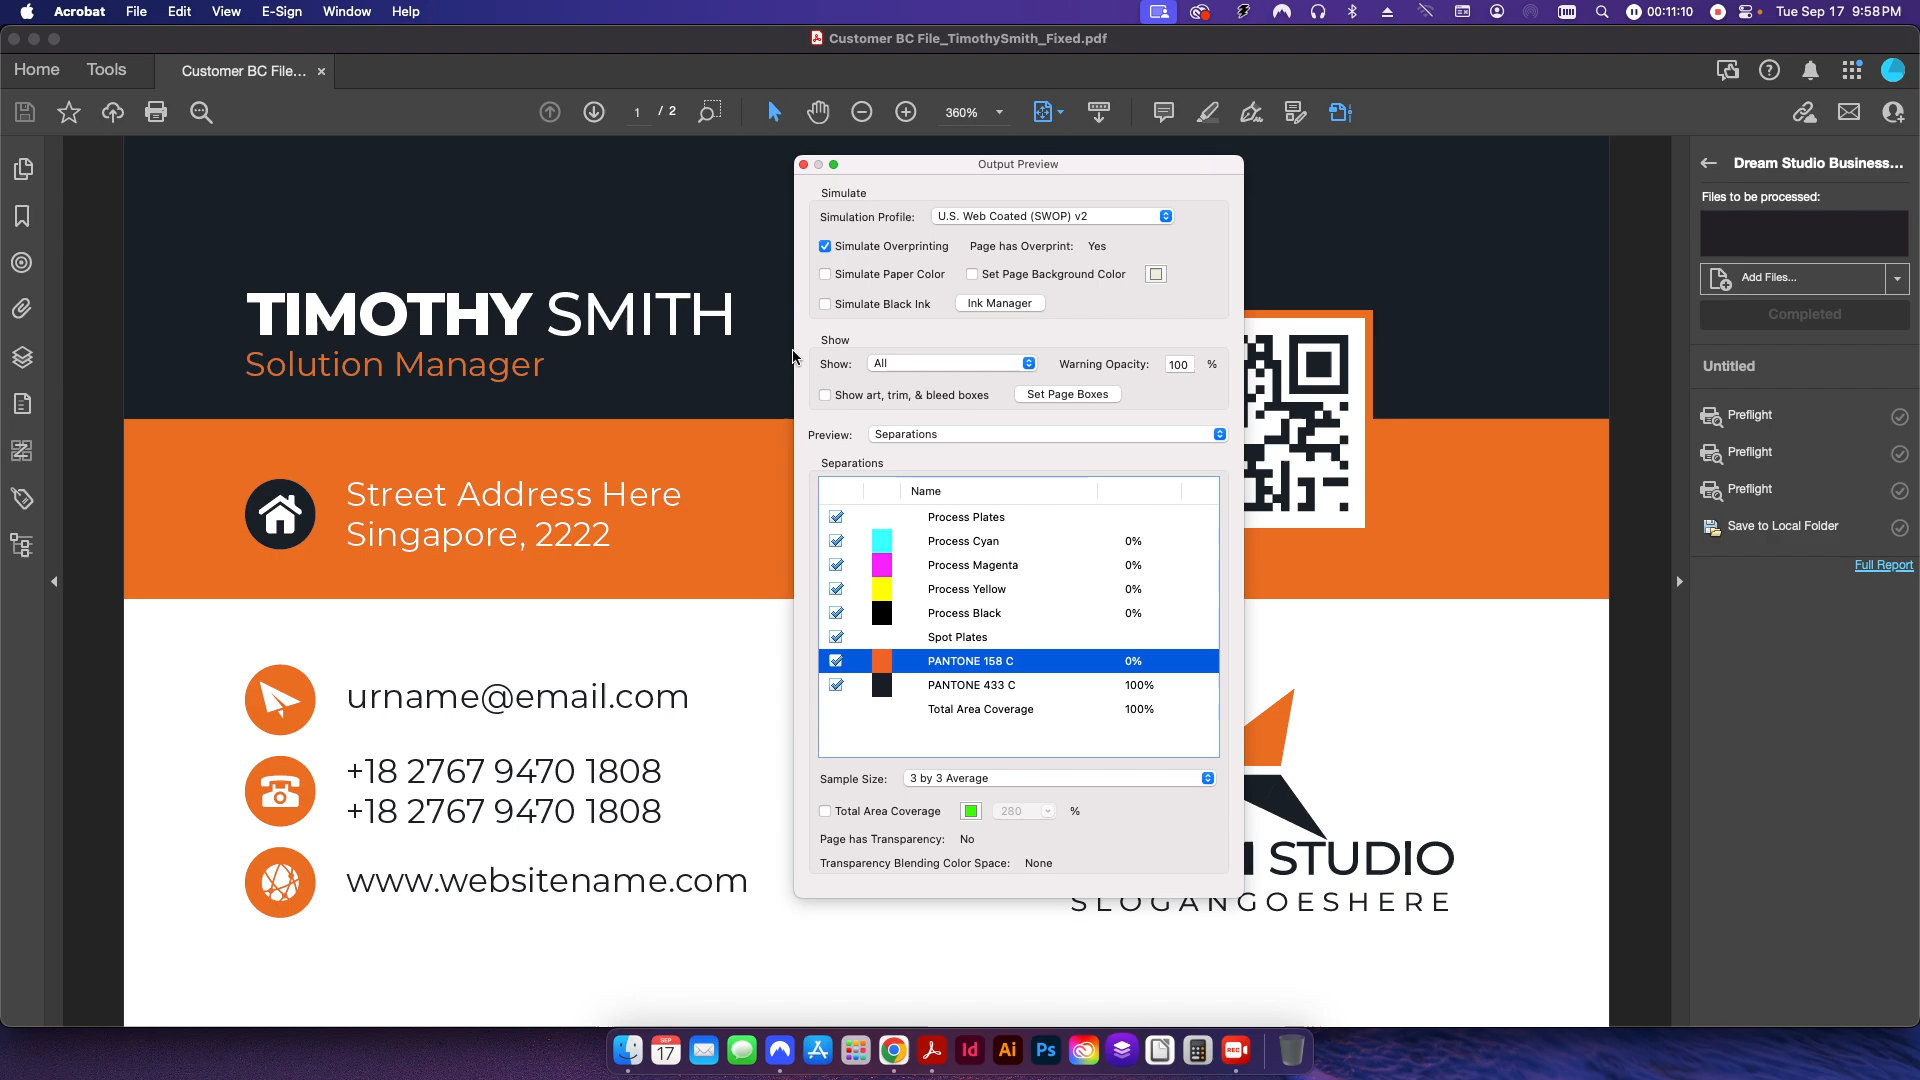 Acrobat File Edit View E-Sign Window Help 00:11:10 Tue Sep 17 9:58 PM
Customer BC File_TimothySmith_Fixed.pdf
Home Tools Customer BC File... ×
1 / 2 360%
Output Preview
Simulate
Simulation Profile: U.S. Web Coated (SWOP) v2
Simulate Overprinting Page has Overprint: Yes
Simulate Paper Color Set Page Background Color
Simulate Black Ink Ink Manager
Show
Show: All Warning Opacity: 100 %
Show art, trim, & bleed boxes Set Page Boxes
Preview: Separations
Separations
Name
Process Plates
Process Cyan 0%
Process Magenta 0%
Process Yellow 0%
Process Black 0%
Spot Plates
PANTONE 158 C 0%
PANTONE 433 C 100%
Total Area Coverage 100%
Sample Size: 3 by 3 Average
Total Area Coverage 280 %
Page has Transparency: No
Transparency Blending Color Space: None
TIMOTHY SMITH
Solution Manager
Street Address Here
Singapore, 2222
urname@email.com
+18 2767 9470 1808
+18 2767 9470 1808
www.websitename.com
STUDIO
SLOGANGOESHERE
Dream Studio Business...
Files to be processed:
Add Files...
Completed
Untitled
Preflight
Preflight
Preflight
Save to Local Folder
Full Report
SEP
17
Id Ai Ps
REC